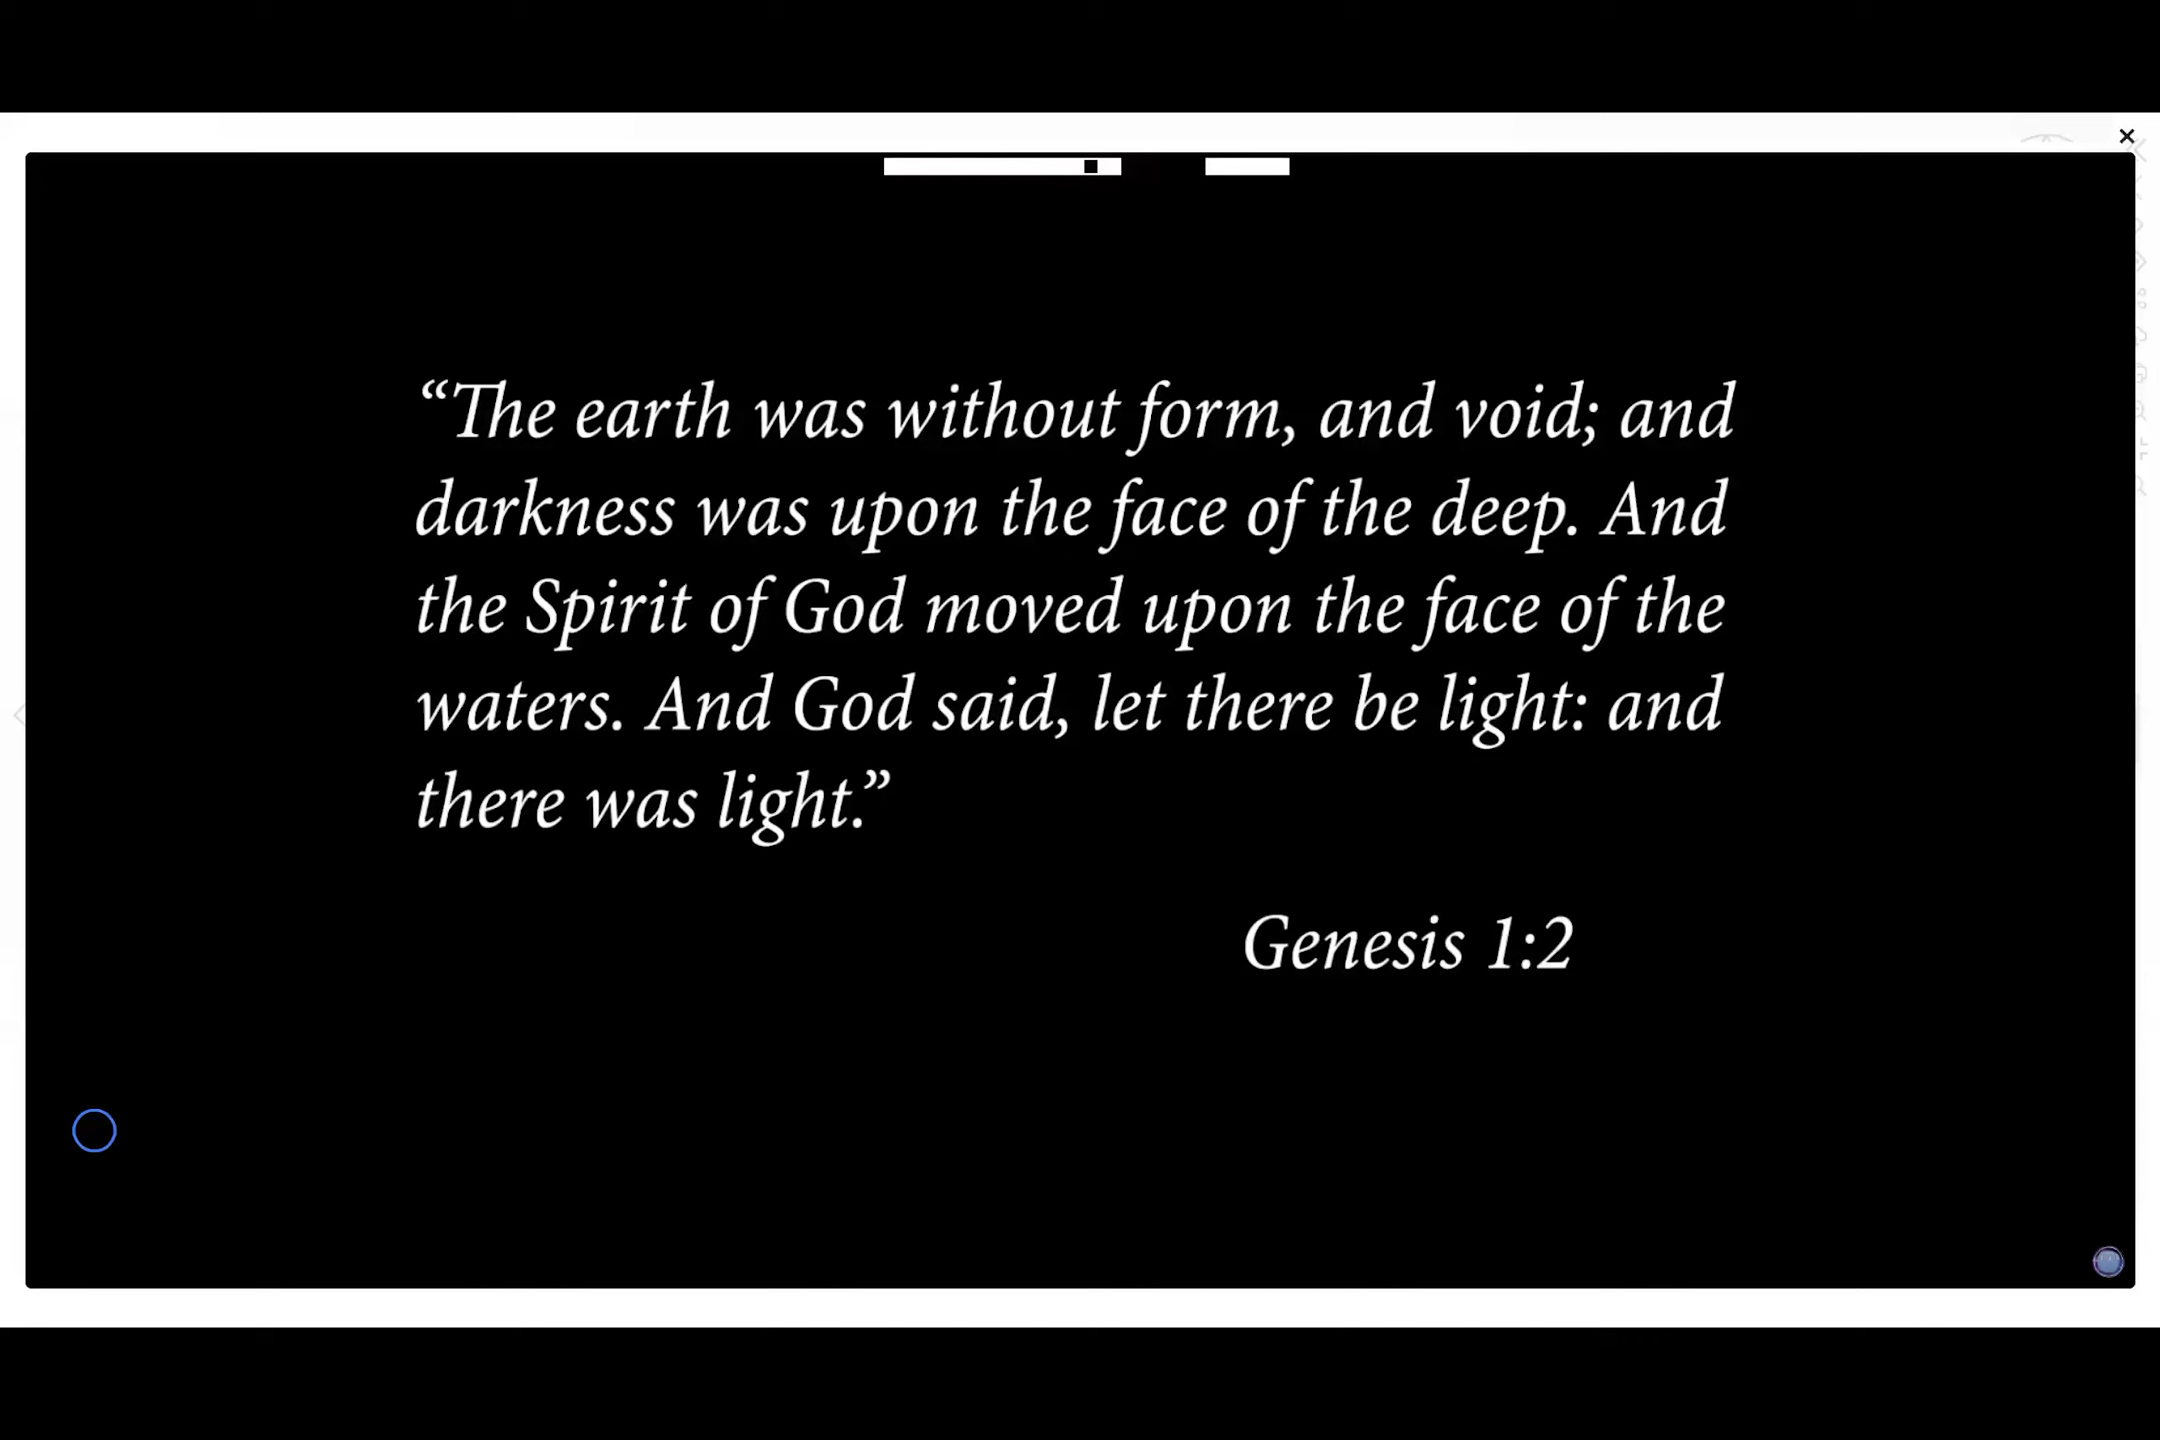 “The earth was without form, and void; and
darkness was upon the face of the deep. And
the Spirit of God moved upon the face of the
waters. And God said, let there be light: and
there was light.”
Genesis 1:2